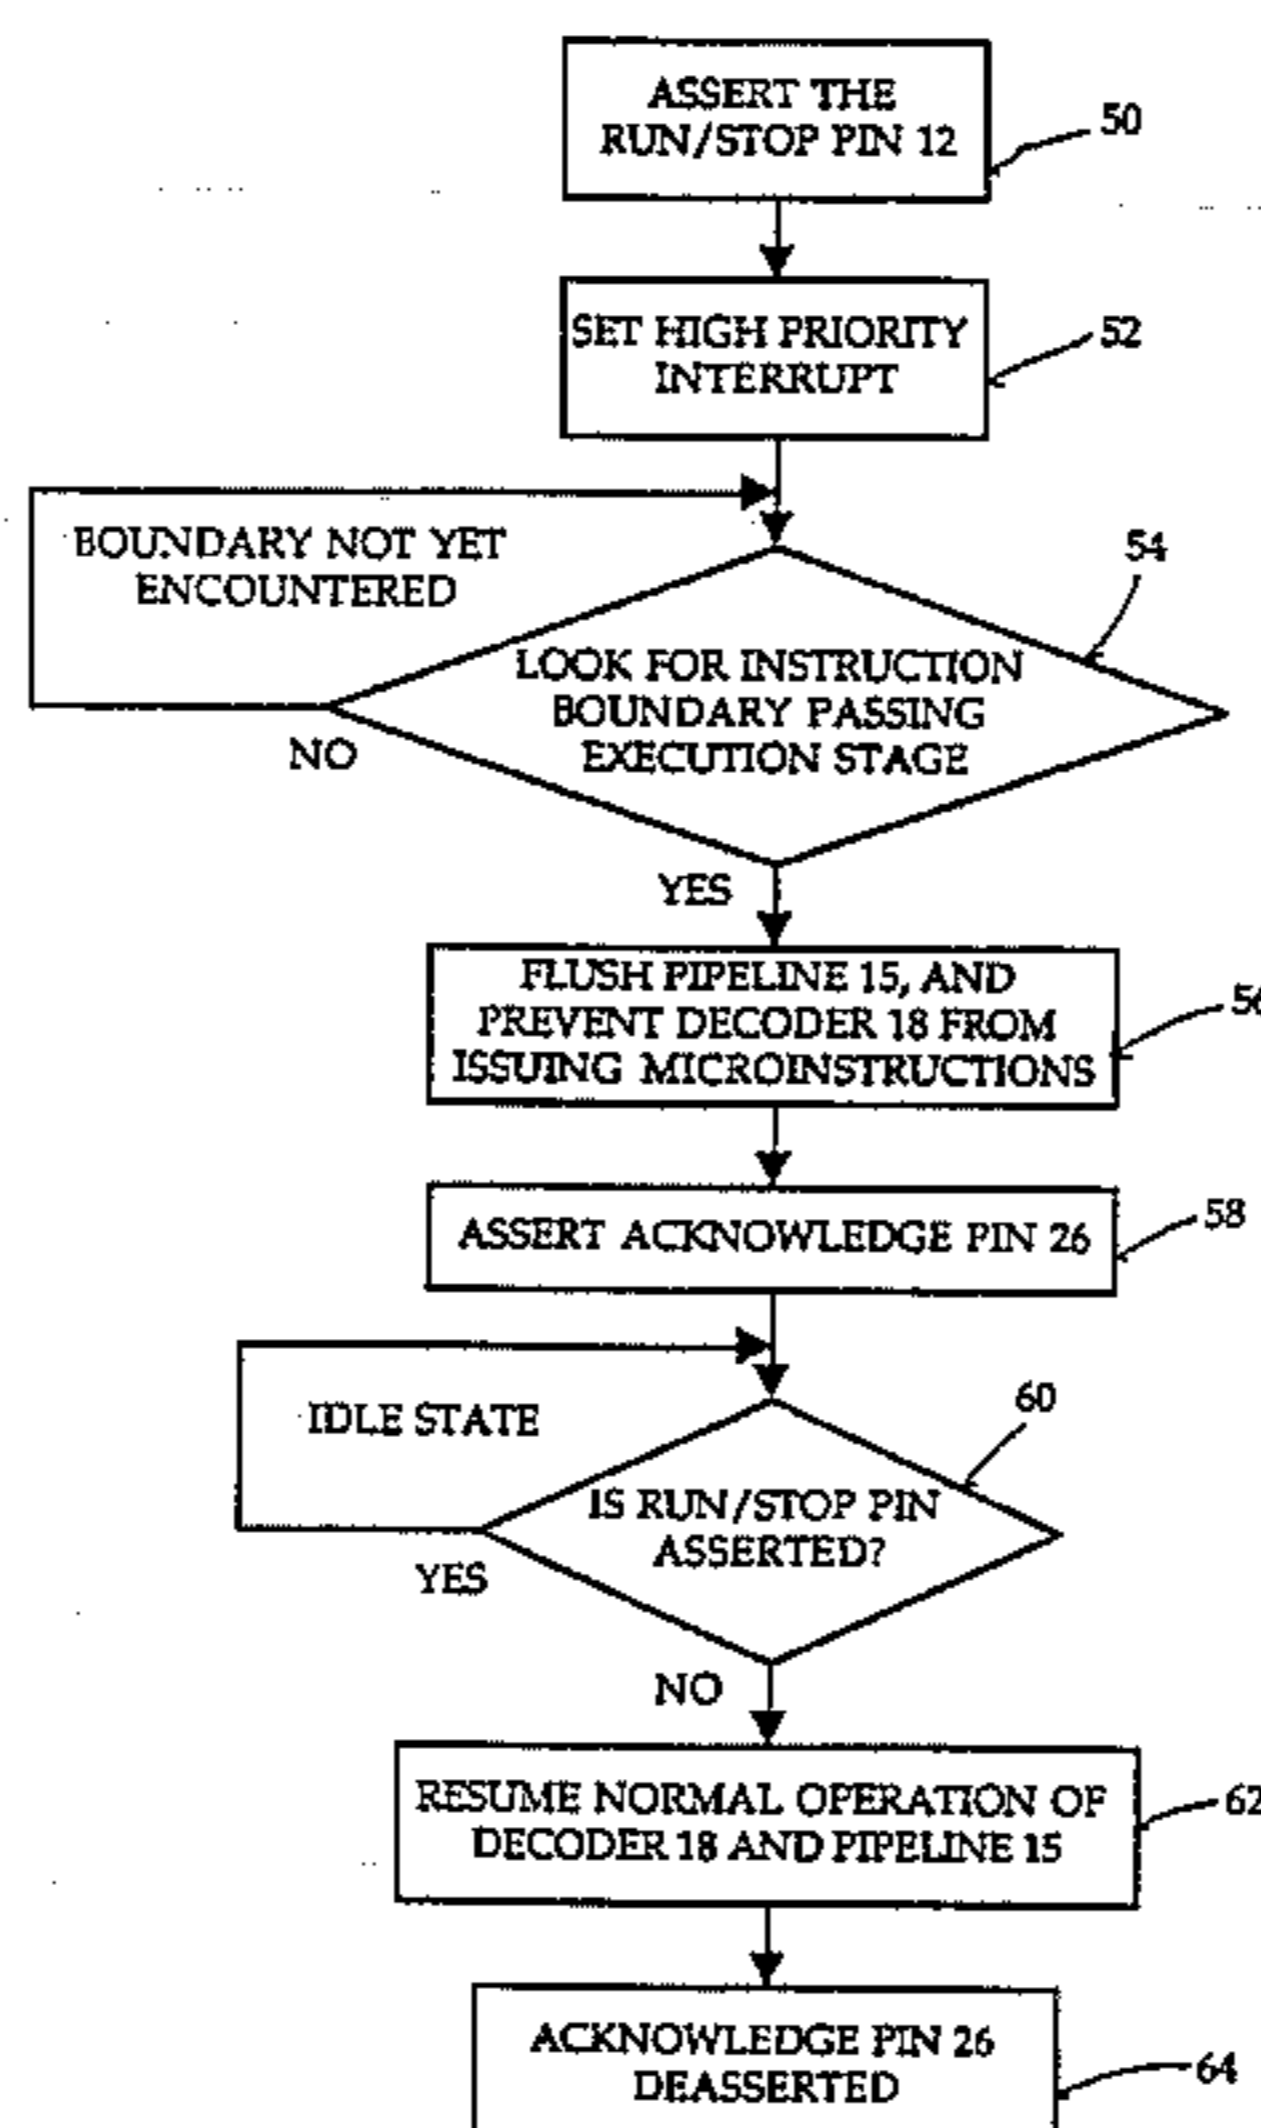 ASSERT THE
RUN/STOP PIN 12
50
SET HIGH PRIORITY
INTERRUPT
52
BOUNDARY NOT YET
ENCOUNTERED
54
LOOK FOR INSTRUCTION
BOUNDARY PASSING
EXECUTION STAGE
NO
YES
FLUSH PIPELINE 15, AND
PREVENT DECODER 18 FROM
ISSUING MICROINSTRUCTIONS
56
ASSERT ACKNOWLEDGE PIN 26
58
IDLE STATE
60
IS RUN/STOP PIN
ASSERTED?
YES
NO
RESUME NORMAL OPERATION OF
DECODER 18 AND PIPELINE 15
62
ACKNOWLEDGE PIN 26
DEASSERTED
64